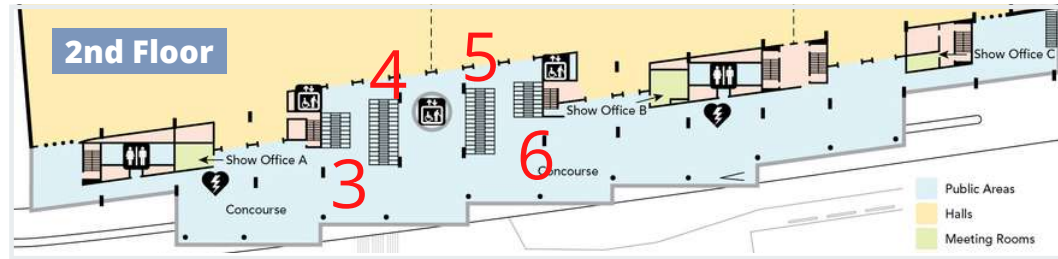 2nd Floor
4
5
Show Office C
Show Office B
Show Office A
3
6
Concourse
Concourse
Public Areas
Halls
Meeting Rooms